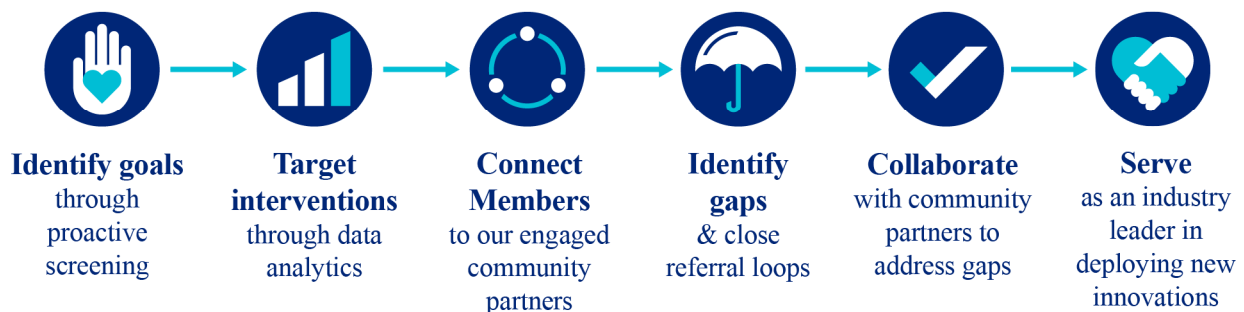 Identify goals
through
proactive
screening
Target
interventions
through data
analytics
Connect
Members
to our engaged
community
partners
Identify
gaps
& close
referral loops
Collaborate
with community
partners to
address gaps
Serve
as an industry
leader in
deploying new
innovations